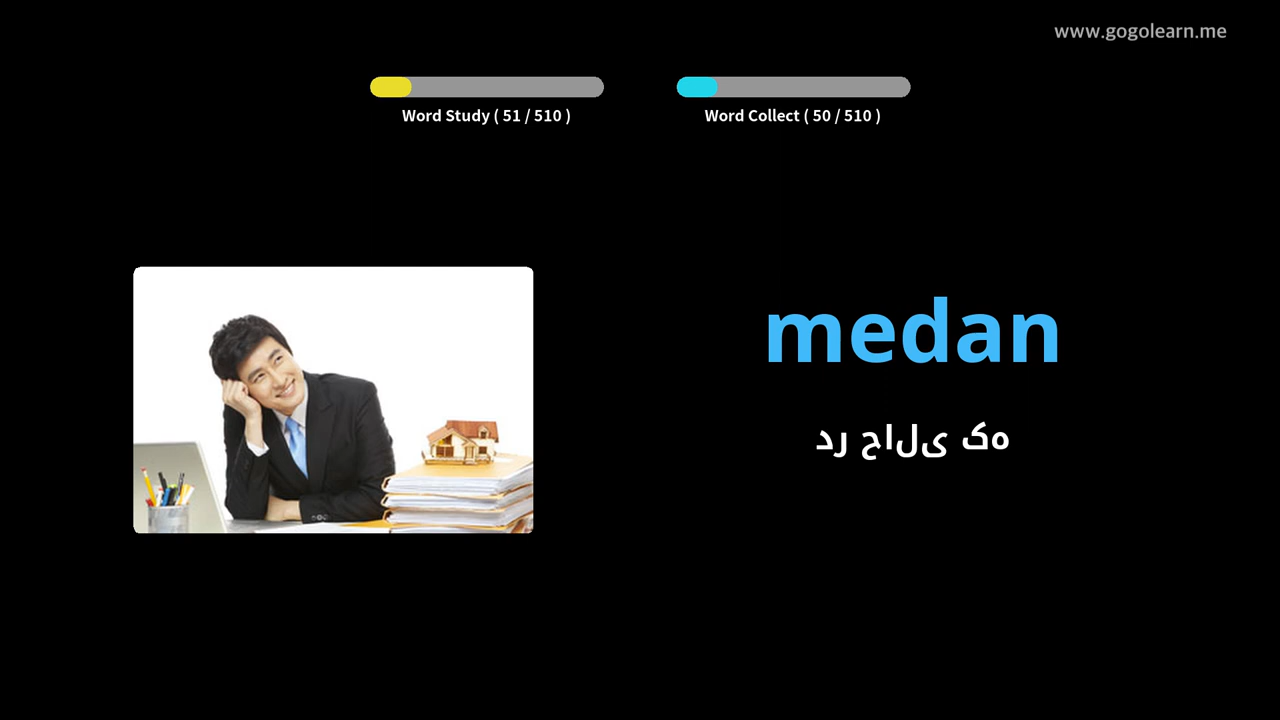 www.gogolearn.me
Word Study ( 51 / 510 )
Word Collect ( 50 / 510 )
medan
در حالی که